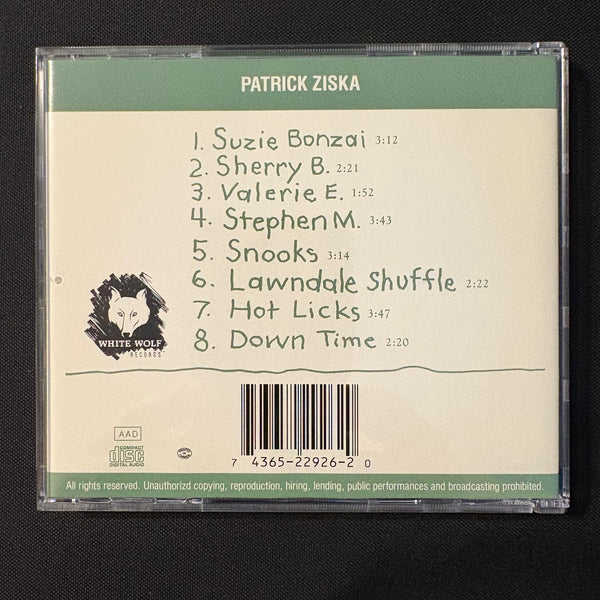 PATRICK ZISKA
1. Suzie Bonzai 3:12
2. Sherry B. 2:21
3. Valerie E. 1:52
4. Stephen M. 3:43
5. Snooks 3:14
6. Lawndale Shuffle 2:22
7. Hot Licks 3:47
8. Down Time 2:20
WHITE WOLF
RECORDS
AAD
COMPACT
disc
DIGITAL AUDIO
7 4365-22926-2 0
All rights reserved. Unauthorizd copying, reproduction, hiring, lending, public performances and broadcasting prohibited.